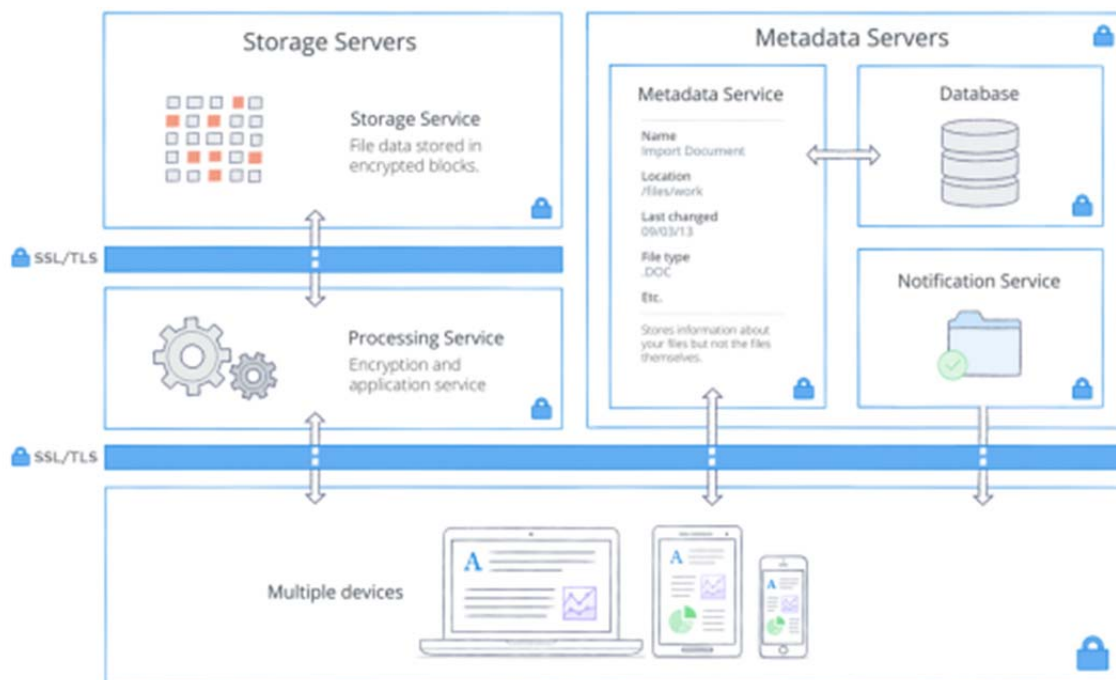 Storage Servers
Storage Service
File data stored in
encrypted blocks.
SSL/TLS
Processing Service
Encryption and
application service
Metadata Servers
Metadata Service
Name
Import Document
Location
/files/work
Last changed
09/03/13
File type
.DOC
Etc.
Stores information about
your files but not the files
themselves.
Database
Notification Service
SSL/TLS
Multiple devices
A
A
A